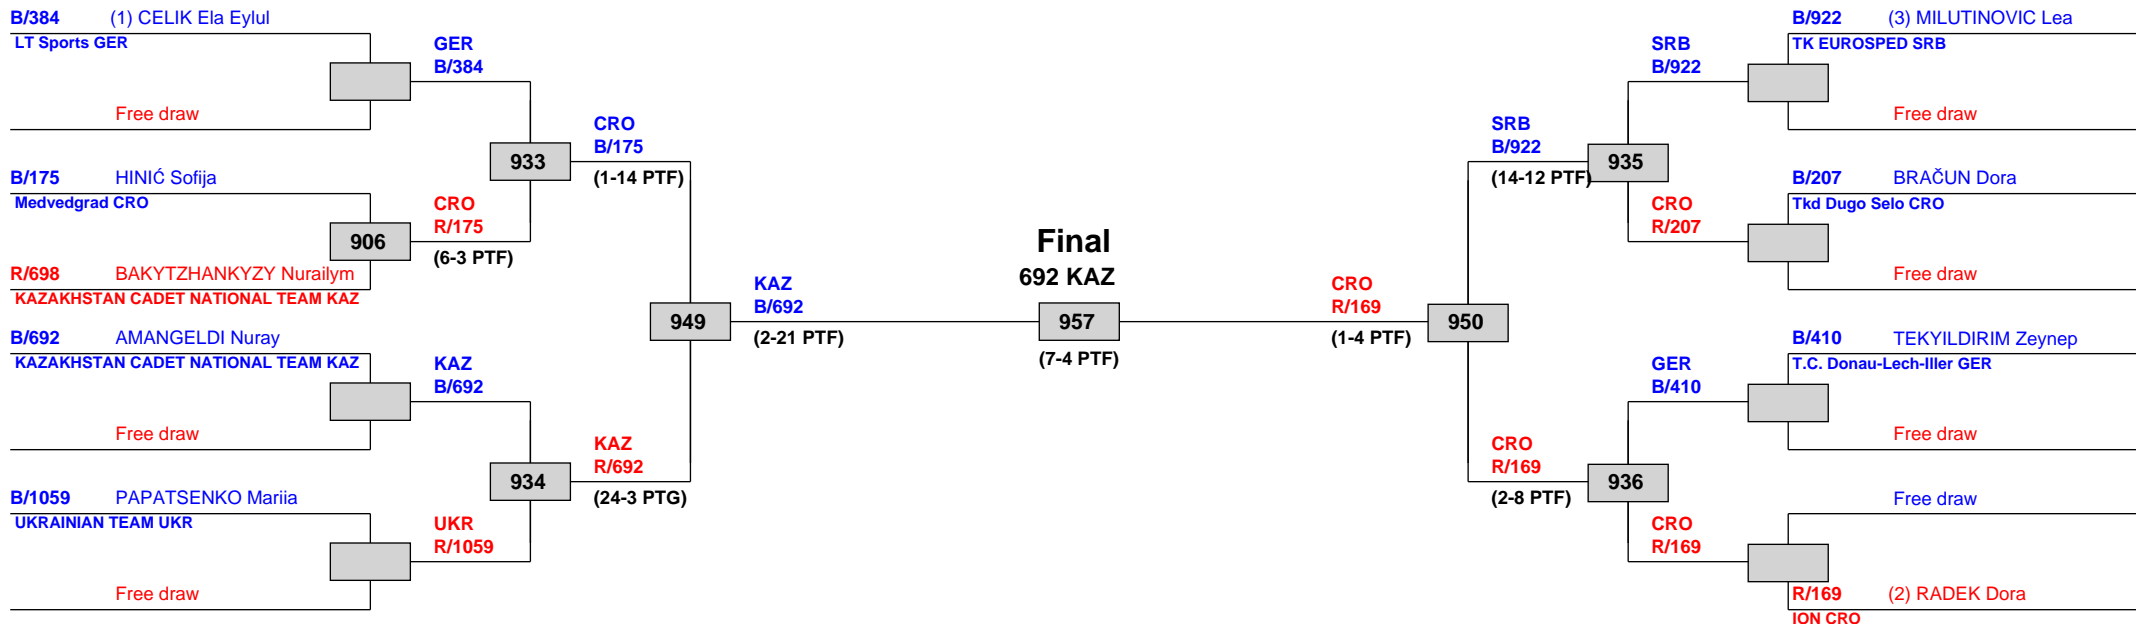 B/384 (1) CELIK Ela Eylul
LT Sports GER
Free draw
B/175 HINIĆ Sofija
Medvedgrad CRO
R/698 BAKYTZHANKYZY Nurailym
KAZAKHSTAN CADET NATIONAL TEAM KAZ
B/692 AMANGELDI Nuray
KAZAKHSTAN CADET NATIONAL TEAM KAZ
Free draw
B/1059 PAPATSENKO Mariia
UKRAINIAN TEAM UKR
Free draw
906
GER
B/384
CRO
R/175
(6-3 PTF)
KAZ
B/692
UKR
R/1059
933
934
CRO
B/175
(1-14 PTF)
KAZ
R/692
(24-3 PTG)
949
KAZ
B/692
(2-21 PTF)
Final
692 KAZ
957
(7-4 PTF)
CRO
R/169
(1-4 PTF)
950
SRB
B/922
(14-12 PTF)
CRO
R/169
(2-8 PTF)
935
936
SRB
B/922
CRO
R/207
GER
B/410
CRO
R/169
B/922 (3) MILUTINOVIC Lea
TK EUROSPED SRB
Free draw
B/207 BRAČUN Dora
Tkd Dugo Selo CRO
Free draw
B/410 TEKYILDIRIM Zeynep
T.C. Donau-Lech-Iller GER
Free draw
Free draw
R/169 (2) RADEK Dora
ION CRO